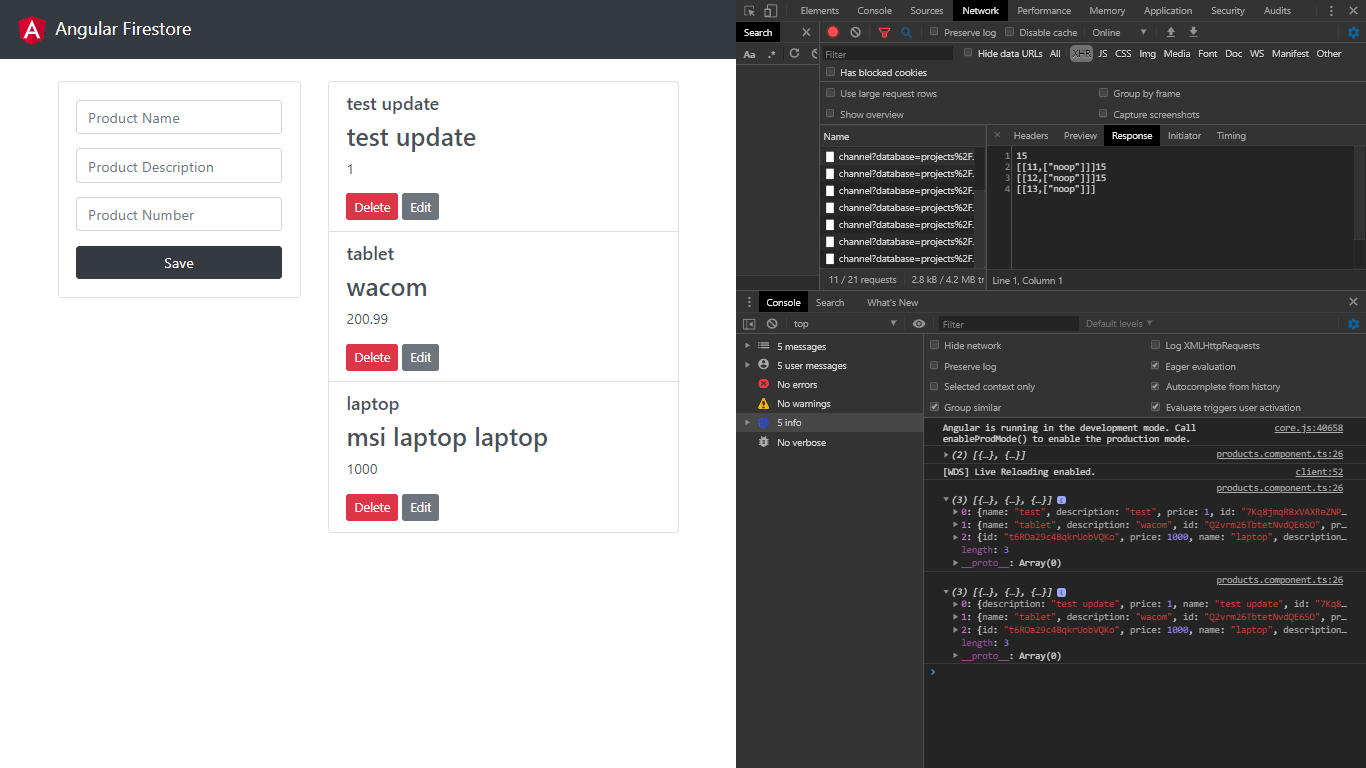 Angular Firestore
Product Name
Product Description
Product Number
Save
test update
test update
1
Delete Edit
tablet
wacom
200.99
Delete Edit
laptop
msi laptop laptop
1000
Delete Edit
Elements Console Sources Network Performance Memory Application Security Audits
Search
Aa .*
Preserve log Disable cache Online
Filter Hide data URLs All XHR JS CSS Img Media Font Doc WS Manifest Other
Has blocked cookies
Use large request rows Group by frame
Show overview Capture screenshots
Name
channel?database=projects%2F.
channel?database=projects%2F.
channel?database=projects%2F.
channel?database=projects%2F.
channel?database=projects%2F.
channel?database=projects%2F.
channel?database=projects%2F.
11 / 21 requests 2.8 kB / 4.2 MB tr
Headers Preview Response Initiator Timing
1 15
2 [[11,["noop"]]]15
3 [[12,["noop"]]]15
4 [[13,["noop"]]]
Line 1, Column 1
Console Search What's New
top Filter Default levels
5 messages
5 user messages
No errors
No warnings
5 info
No verbose
Hide network Log XMLHttpRequests
Preserve log Eager evaluation
Selected context only Autocomplete from history
Group similar Evaluate triggers user activation
Angular is running in the development mode. Call core.js:40658
enableProdMode() to enable the production mode.
(2) [{…}, {…}] products.component.ts:26
[WDS] Live Reloading enabled. client:52
products.component.ts:26
(3) [{…}, {…}, {…}] i
0: {name: "test", description: "test", price: 1, id: "7Kq8jmqR8xVAXReZNP…
1: {name: "tablet", description: "wacom", id: "Q2vrm26TbtetNvdQE6SO", pr…
2: {id: "t6ROa29c48qkrUobVQKo", price: 1000, name: "laptop", description…
length: 3
__proto__: Array(0)
products.component.ts:26
(3) [{…}, {…}, {…}] i
0: {description: "test update", price: 1, name: "test update", id: "7Kq8…
1: {name: "tablet", description: "wacom", id: "Q2vrm26TbtetNvdQE6SO", pr…
2: {id: "t6ROa29c48qkrUobVQKo", price: 1000, name: "laptop", description…
length: 3
__proto__: Array(0)